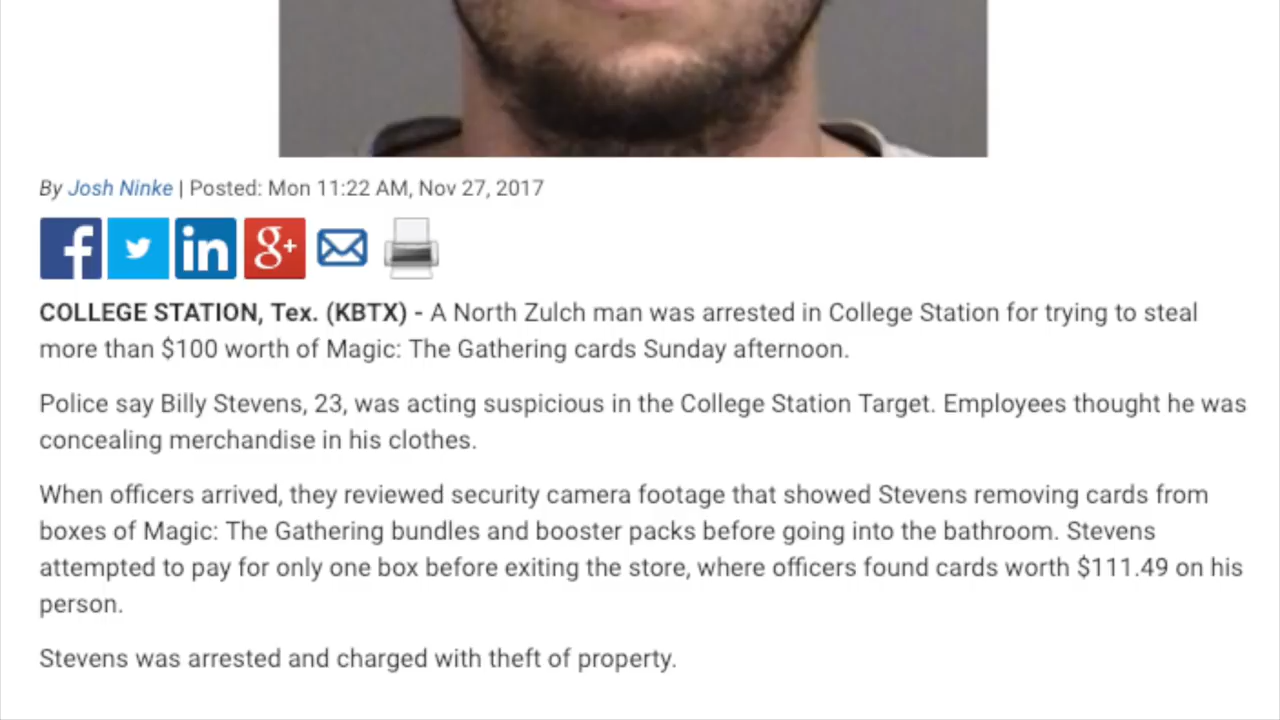 By Josh Ninke | Posted: Mon 11:22 AM, Nov 27, 2017
f in g+
COLLEGE STATION, Tex. (KBTX) - A North Zulch man was arrested in College Station for trying to steal
more than $100 worth of Magic: The Gathering cards Sunday afternoon.
Police say Billy Stevens, 23, was acting suspicious in the College Station Target. Employees thought he was
concealing merchandise in his clothes.
When officers arrived, they reviewed security camera footage that showed Stevens removing cards from
boxes of Magic: The Gathering bundles and booster packs before going into the bathroom. Stevens
attempted to pay for only one box before exiting the store, where officers found cards worth $111.49 on his
person.
Stevens was arrested and charged with theft of property.